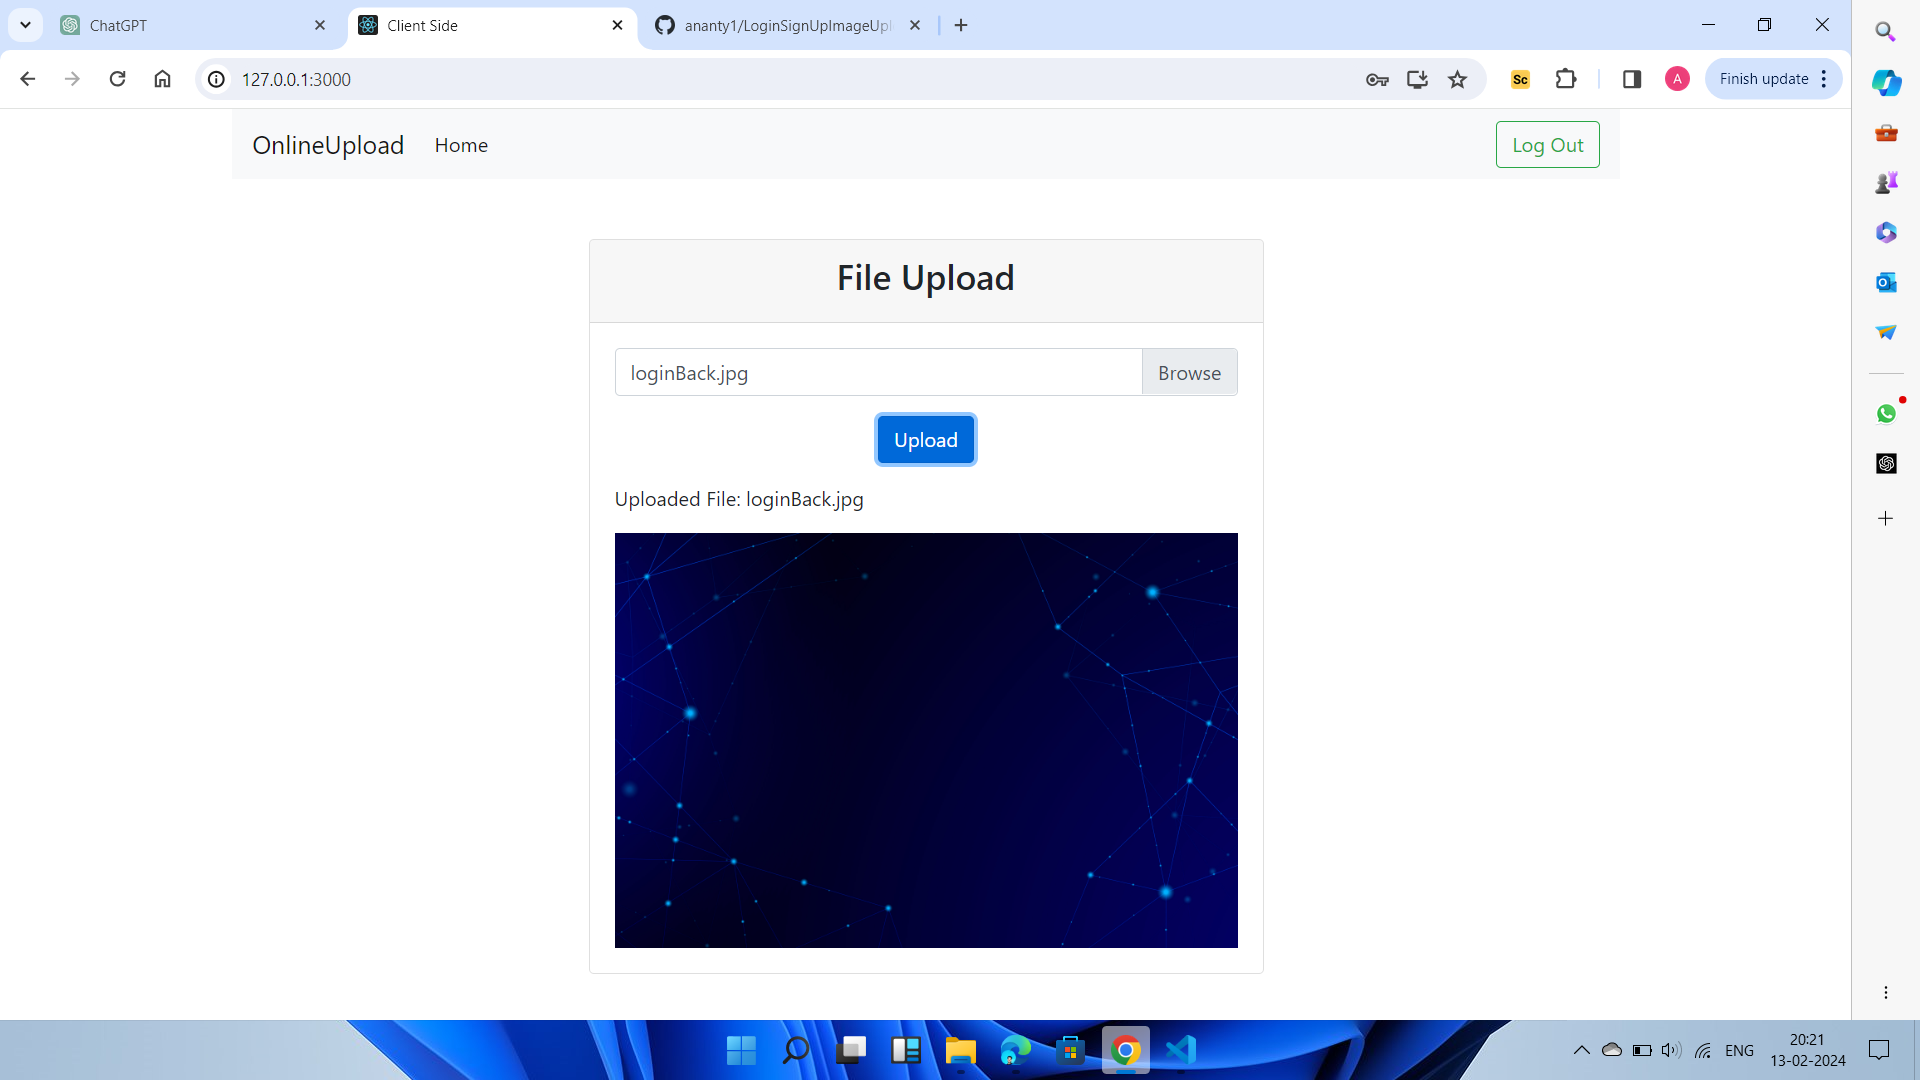 ChatGPT
Client Side
ananty1/LoginSignUpImageUpl
127.0.0.1:3000
Sc
A
Finish update
OnlineUpload
Home
Log Out
File Upload
loginBack.jpg
Browse
Upload
Uploaded File: loginBack.jpg
ENG
20:21
13-02-2024